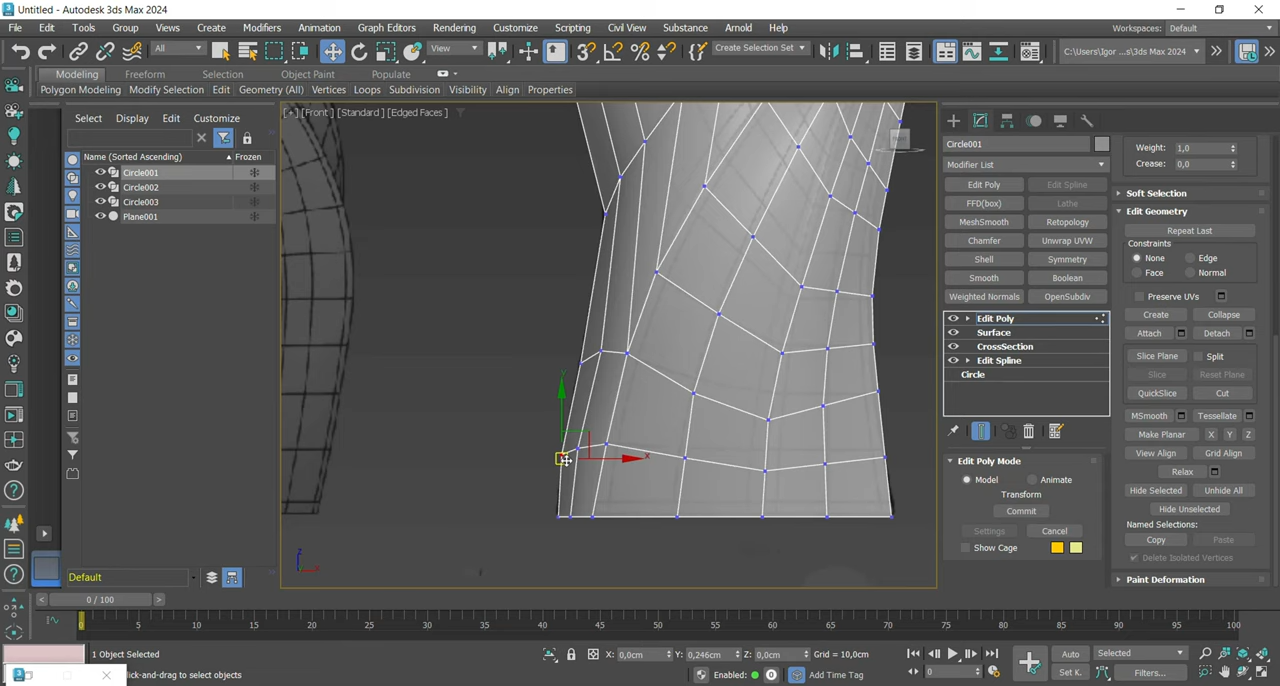 Untitled - Autodesk 3ds Max 2024
File Edit Tools Group Views Create Modifiers Animation Graph Editors Rendering Customize Scripting Civil View Substance Arnold Help
Workspaces: Default
All View Create Selection Set C:\Users\Igor ...s\3ds Max 2024
Modeling Freeform Selection Object Paint Populate
Polygon Modeling Modify Selection Edit Geometry (All) Vertices Loops Subdivision Visibility Align Properties
Select Display Edit Customize
Name (Sorted Ascending) Frozen
Circle001
Circle002
Circle003
Plane001
Default
[+] [Front ] [Standard ] [Edged Faces ]
y
x
z
x
Circle001
Modifier List
Edit Poly Edit Spline
FFD(box) Lathe
MeshSmooth Retopology
Chamfer Unwrap UVW
Shell Symmetry
Smooth Boolean
Weighted Normals OpenSubdiv
Edit Poly
Surface
CrossSection
Edit Spline
Circle
Edit Poly Mode
Model Animate
Transform
Commit
Settings Cancel
Show Cage
Weight: 1,0
Crease: 0,0
Soft Selection
Edit Geometry
Repeat Last
Constraints
None Edge
Face Normal
Preserve UVs
Create Collapse
Attach Detach
Slice Plane Split
Slice Reset Plane
QuickSlice Cut
MSmooth Tessellate
Make Planar X Y Z
View Align Grid Align
Relax
Hide Selected Unhide All
Hide Unselected
Named Selections:
Copy Paste
Delete Isolated Vertices
Paint Deformation
< 0 / 100 >
0 5 10 15 20 25 30 35 40 45 50 55 60 65 70 75 80 85 90 95 100
1 Object Selected
X: 0,0cm Y: 0,246cm Z: 0,0cm Grid = 10,0cm
Auto Selected
lick-and-drag to select objects
Enabled: 0 Add Time Tag
0
Set K. Filters...